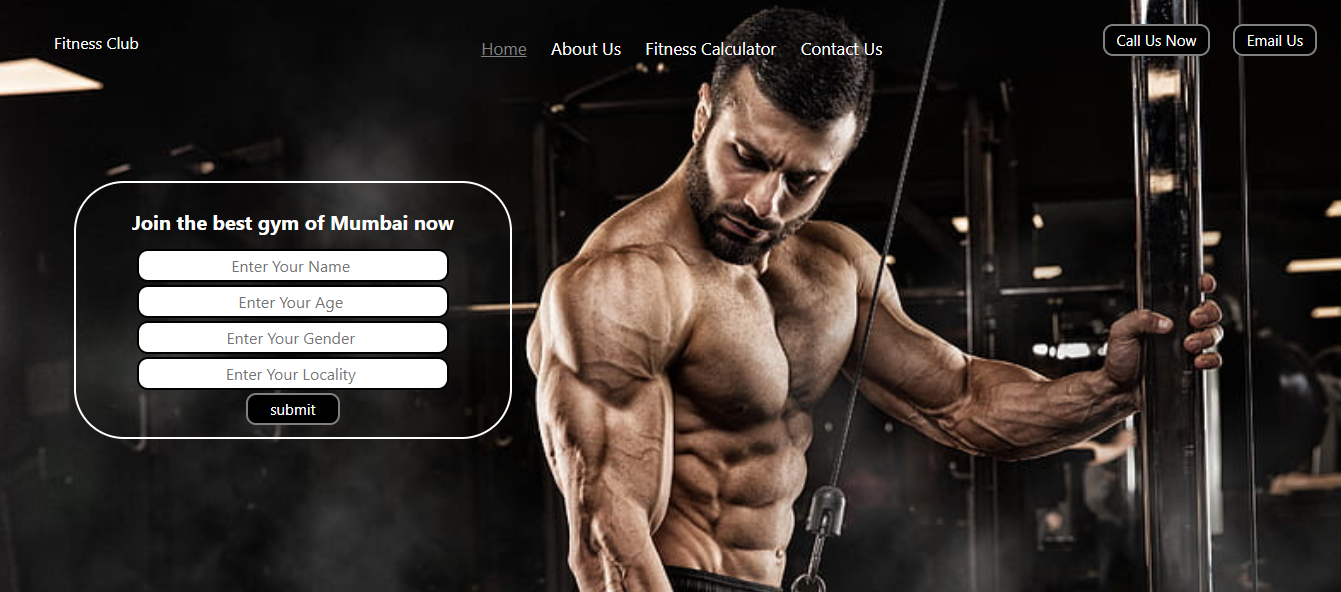 Fitness Club
Home About Us Fitness Calculator Contact Us
Call Us Now Email Us
Join the best gym of Mumbai now
Enter Your Name
Enter Your Age
Enter Your Gender
Enter Your Locality
submit